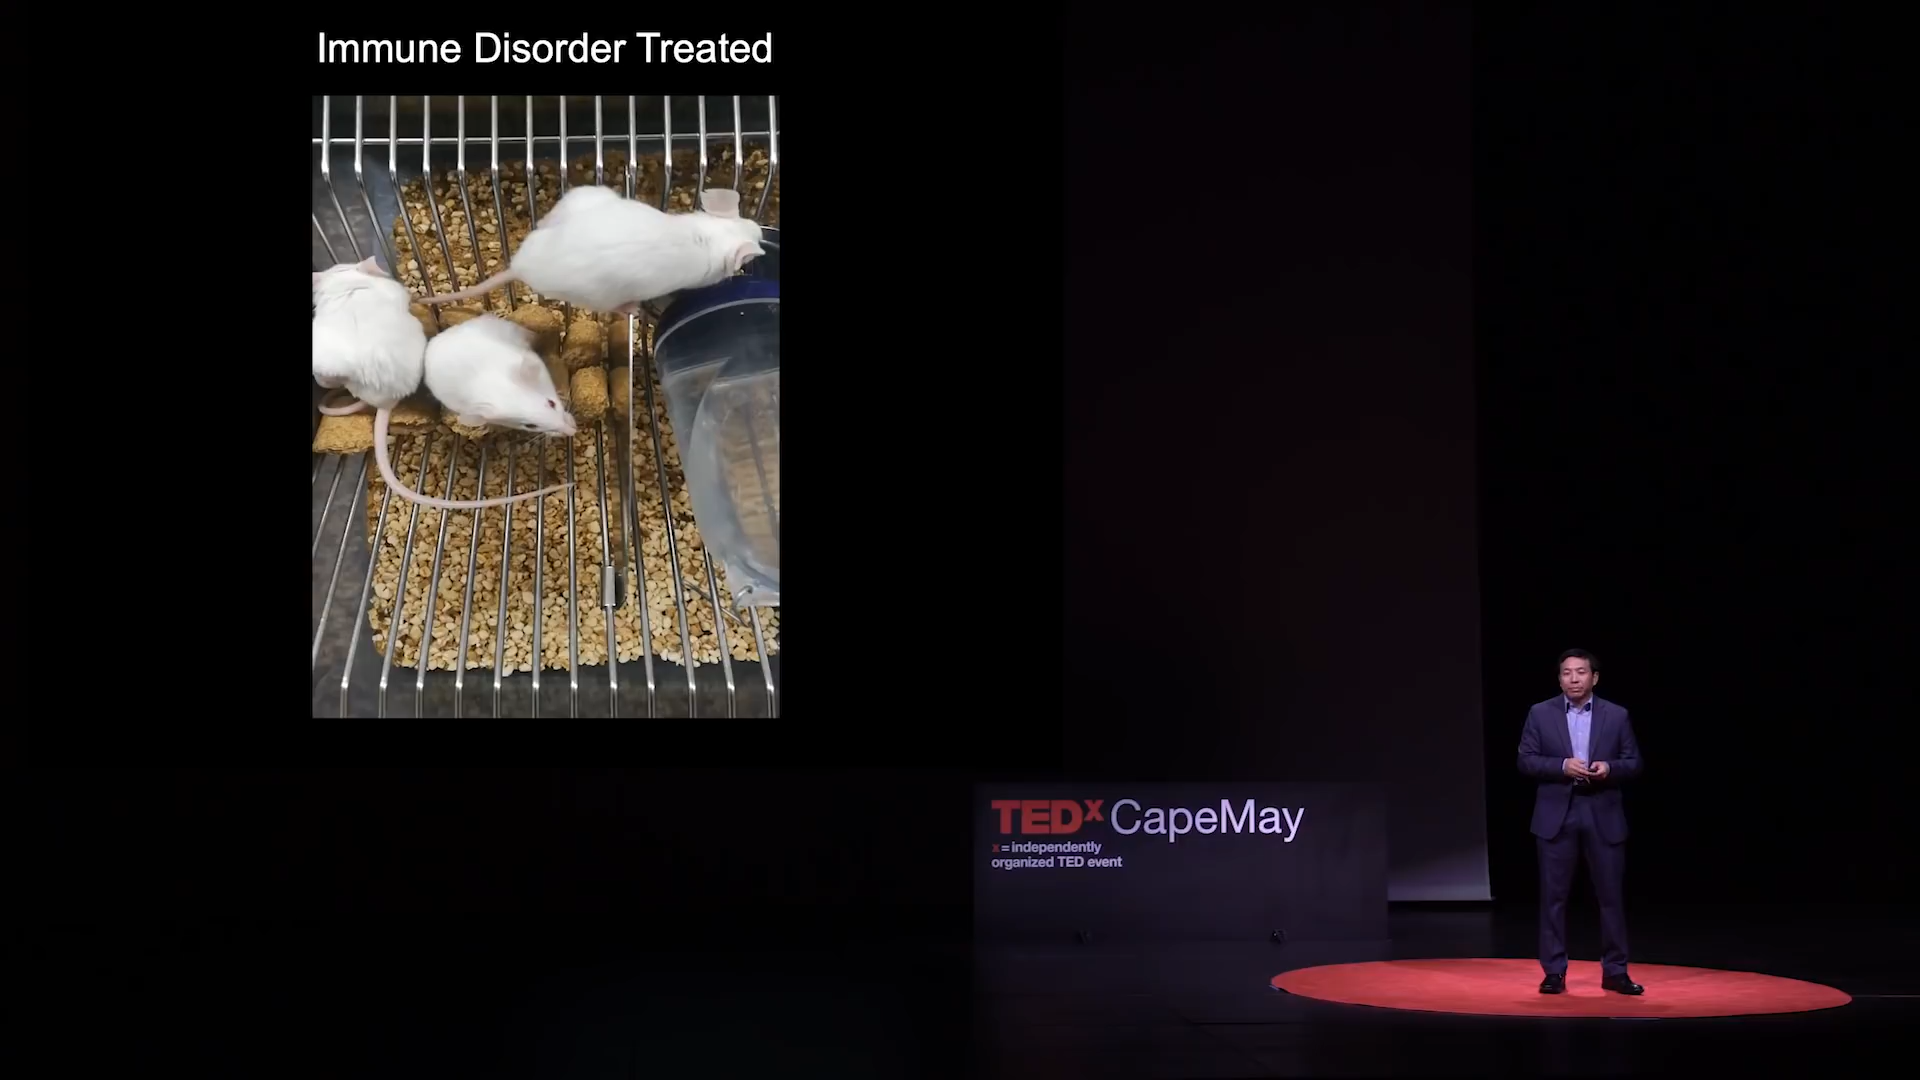 Immune Disorder Treated
TEDx CapeMay
x = independently
organized TED event